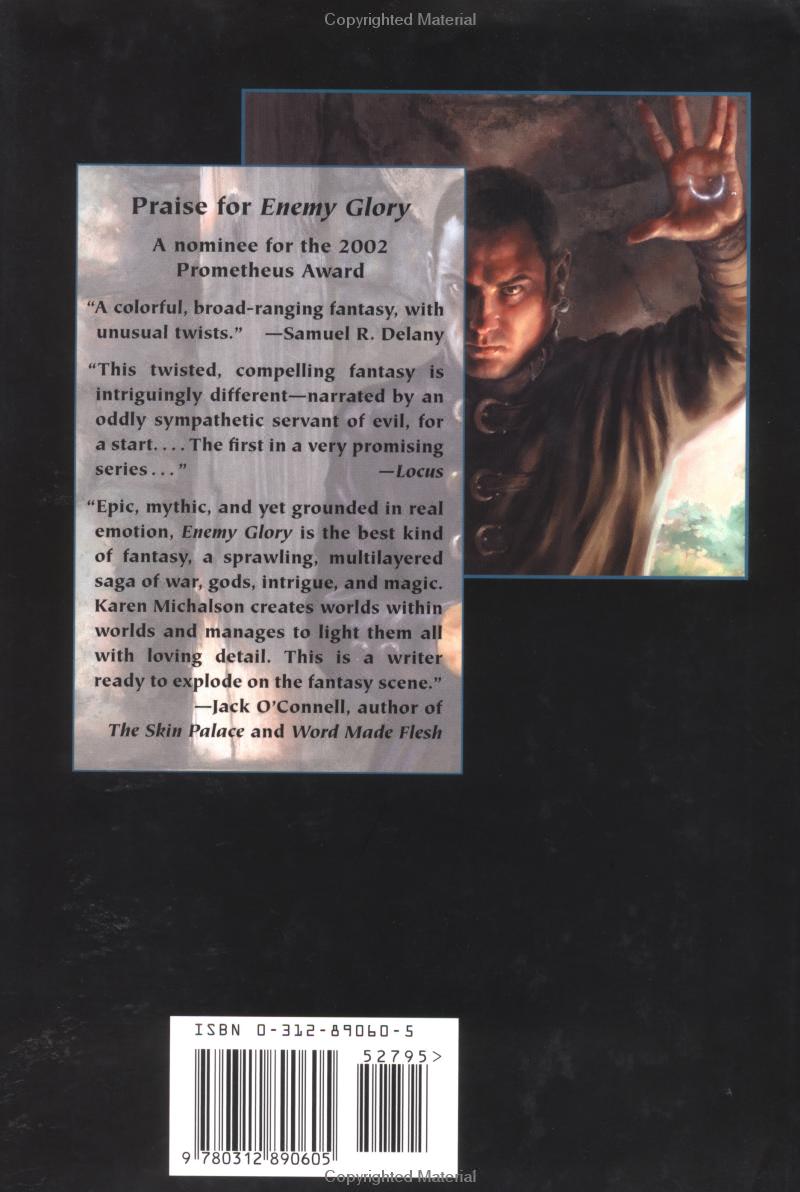 Copyrighted Material
Praise for Enemy Glory
A nominee for the 2002
Prometheus Award
“A colorful, broad-ranging fantasy, with
unusual twists.” —Samuel R. Delany
“This twisted, compelling fantasy is
intriguingly different—narrated by an
oddly sympathetic servant of evil, for
a start. . . . The first in a very promising
series . . . ”
—Locus
“Epic, mythic, and yet grounded in real
emotion, Enemy Glory is the best kind
of fantasy, a sprawling, multilayered
saga of war, gods, intrigue, and magic.
Karen Michalson creates worlds within
worlds and manages to light them all
with loving detail. This is a writer
ready to explode on the fantasy scene.”
—Jack O’Connell, author of
The Skin Palace and Word Made Flesh
ISBN 0-312-89060-5
52795>
9 780312 890605
Copyrighted Material